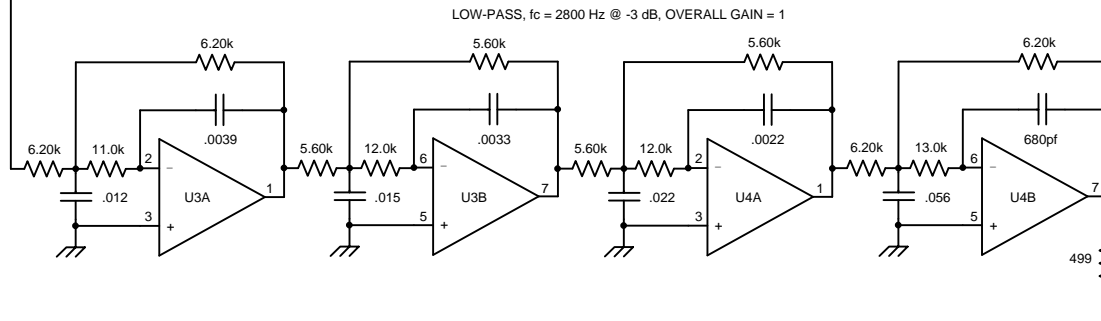 LOW-PASS, fc = 2800 Hz @ -3 dB, OVERALL GAIN = 1
6.20k
5.60k
5.60k
6.20k
.0039
.0033
.0022
680pf
6.20k
11.0k
2
−
U3A
1
.012
3
+
5.60k
12.0k
6
−
U3B
7
.015
5
+
5.60k
12.0k
2
−
U4A
1
.022
3
+
6.20k
13.0k
6
−
U4B
7
.056
5
+
499